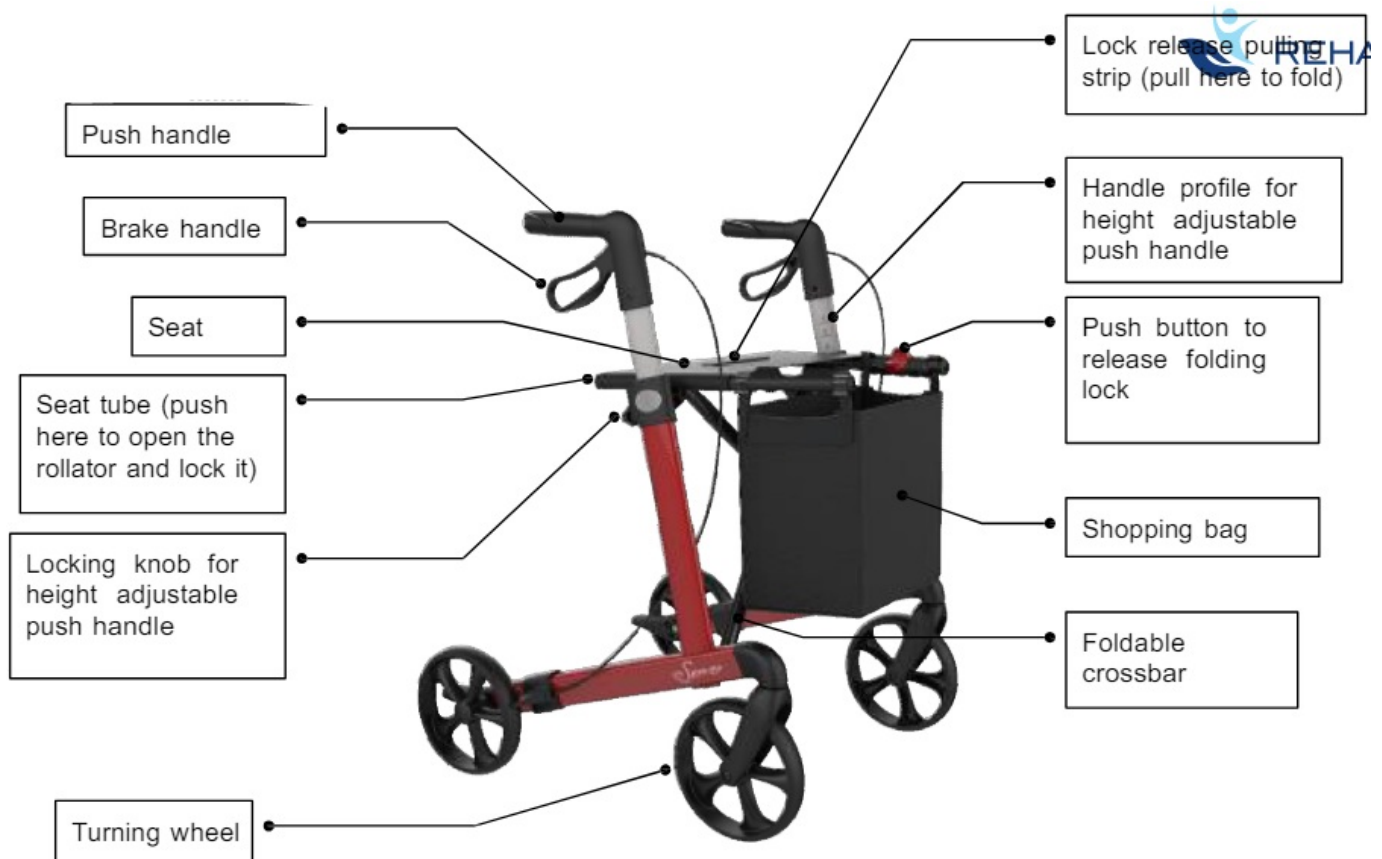 Lock release pulling
strip (pull here to fold)
REHA
Push handle
Handle profile for
height adjustable
push handle
Brake handle
Seat
Push button to
release folding
lock
Seat tube (push
here to open the
rollator and lock it)
Shopping bag
Locking knob for
height adjustable
push handle
Foldable
crossbar
Turning wheel